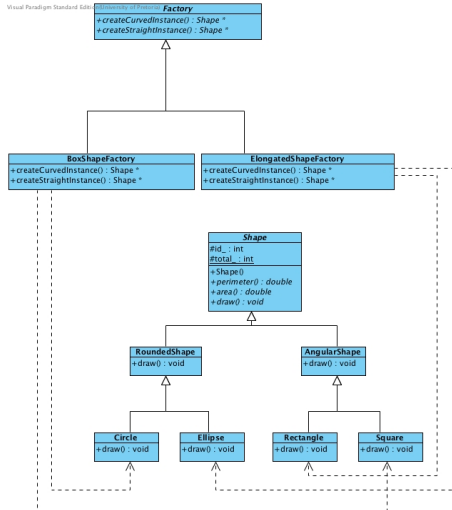 Visual Paradigm Standard Edition(University of Pretoria)
Factory
+createCurvedInstance() : Shape *
+createStraightInstance() : Shape *
BoxShapeFactory
+createCurvedInstance() : Shape *
+createStraightInstance() : Shape *
ElongatedShapeFactory
+createCurvedInstance() : Shape *
+createStraightInstance() : Shape *
Shape
#id_ : int
#total_ : int
+Shape()
+perimeter() : double
+area() : double
+draw() : void
RoundedShape
+draw() : void
AngularShape
+draw() : void
Circle
+draw() : void
Ellipse
+draw() : void
Rectangle
+draw() : void
Square
+draw() : void